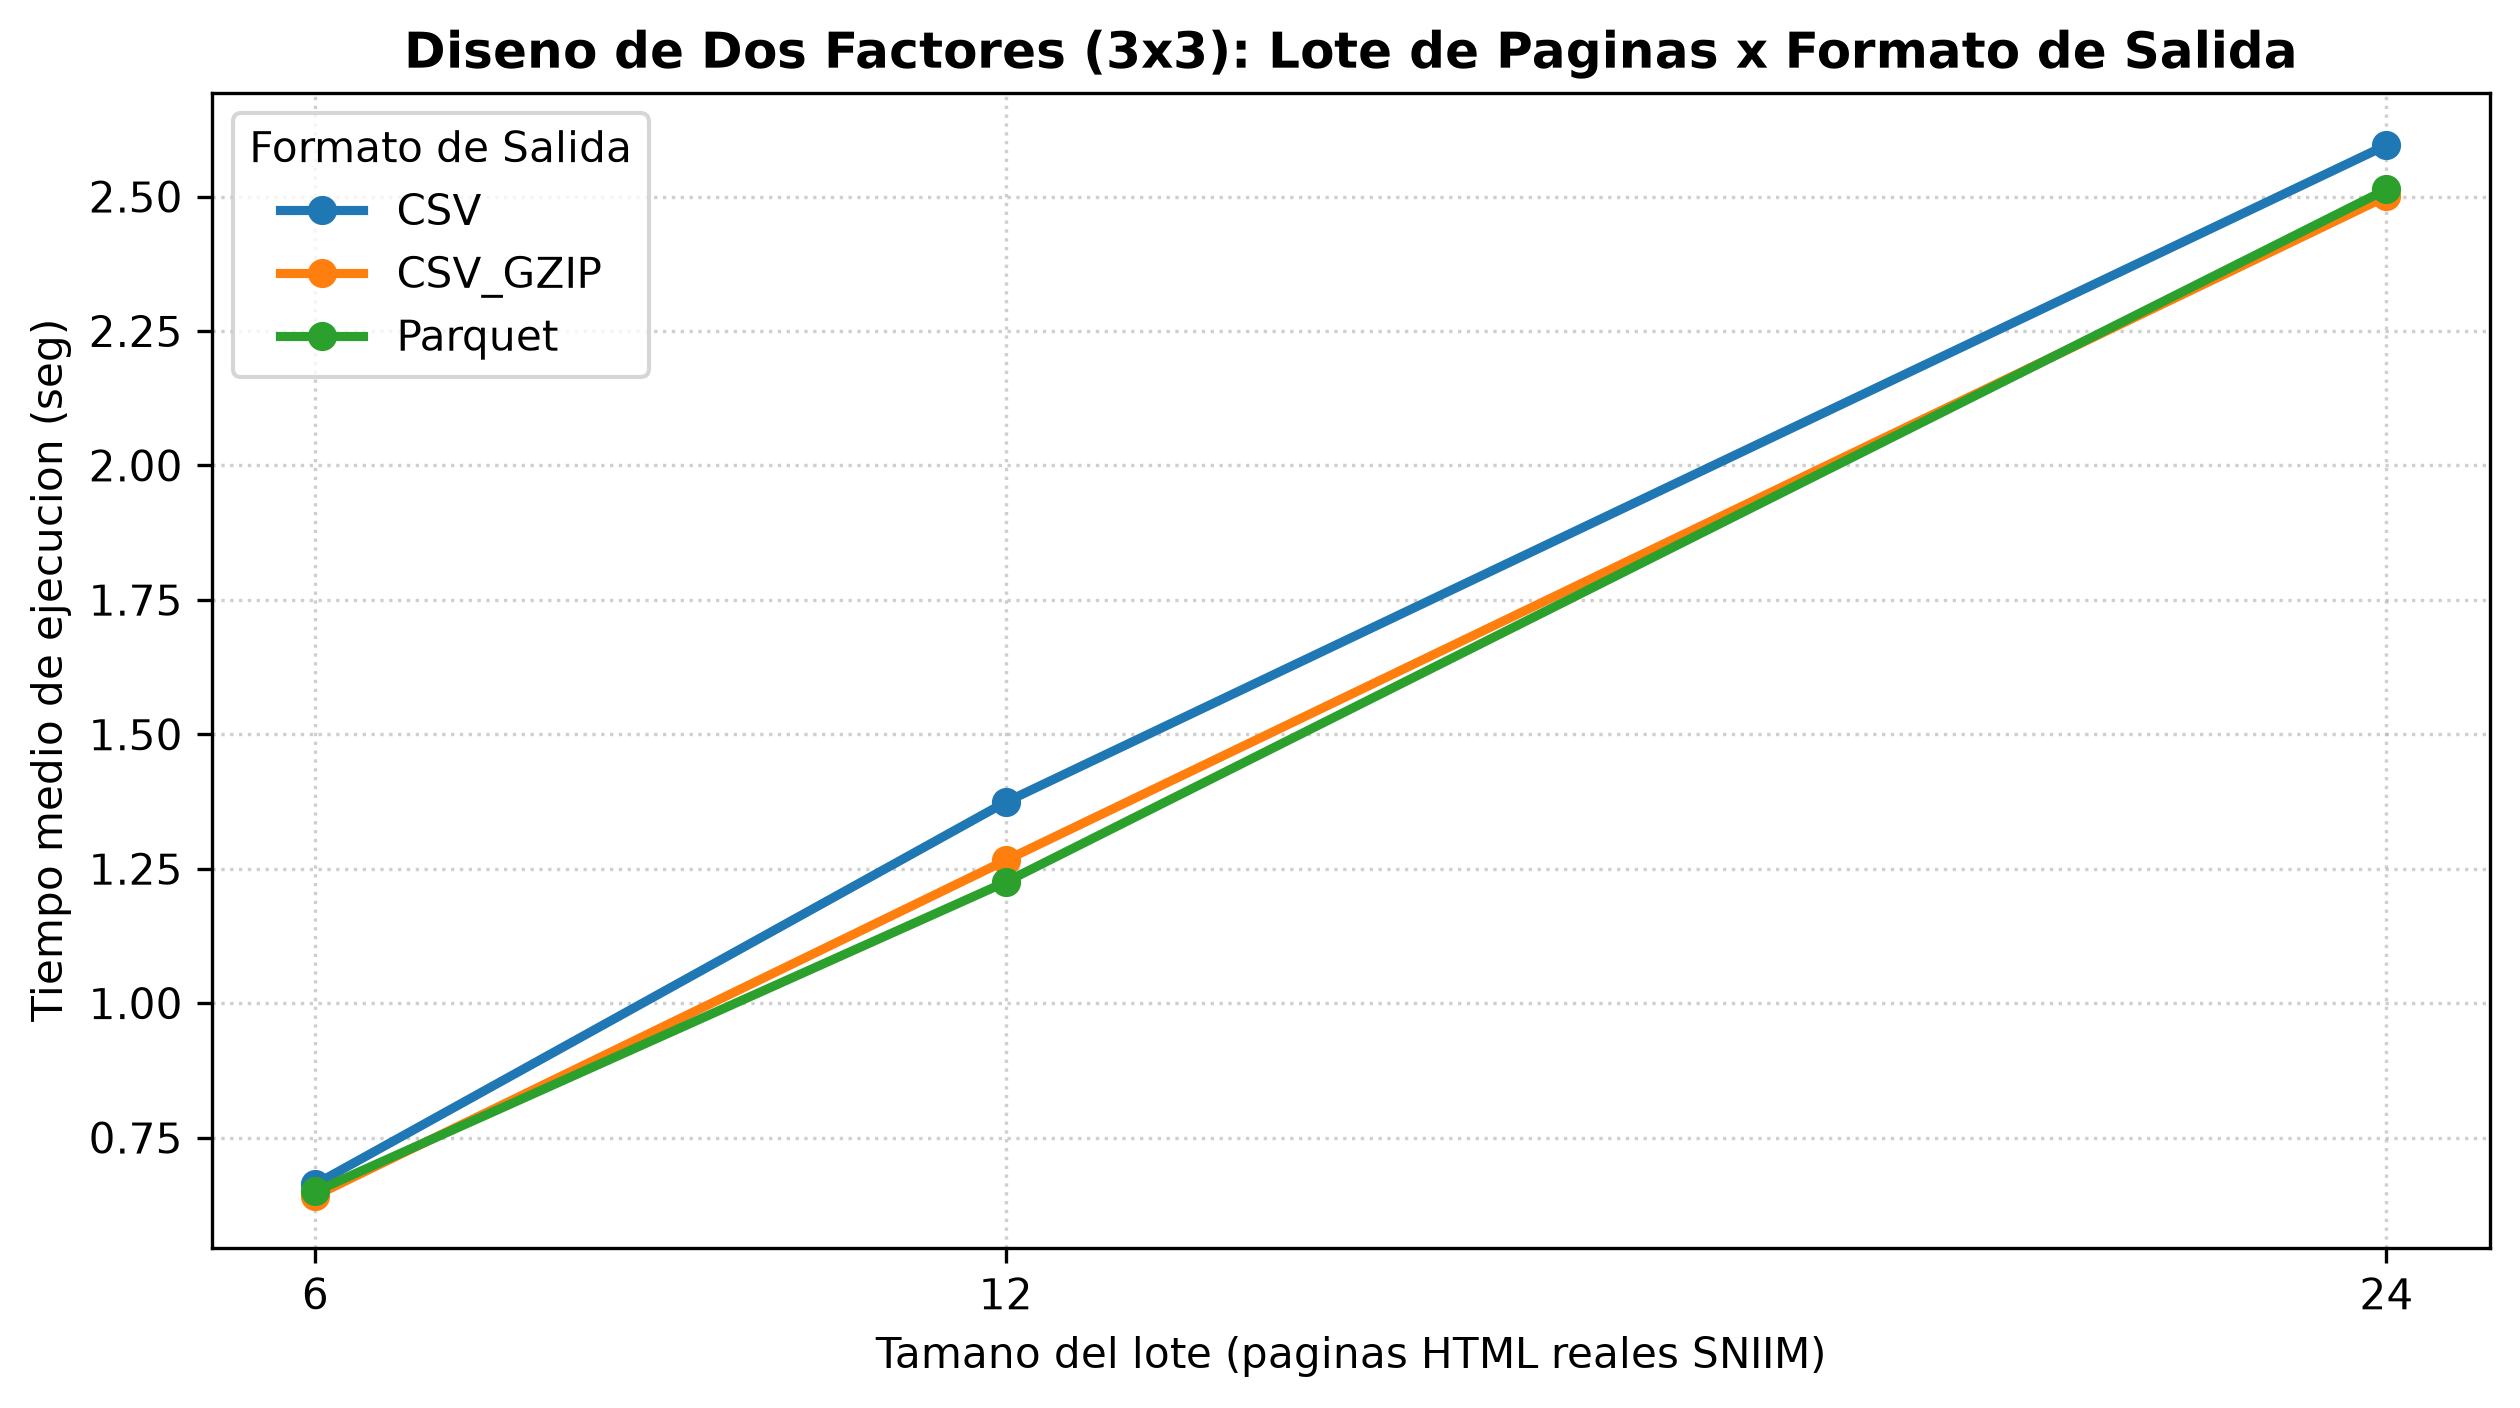 Diseno de Dos Factores (3x3): Lote de Paginas x Formato de Salida
Formato de Salida
CSV
CSV_GZIP
Parquet
Tiempo medio de ejecucion (seg)
2.50
2.25
2.00
1.75
1.50
1.25
1.00
0.75
6 12 24
Tamano del lote (paginas HTML reales SNIIM)